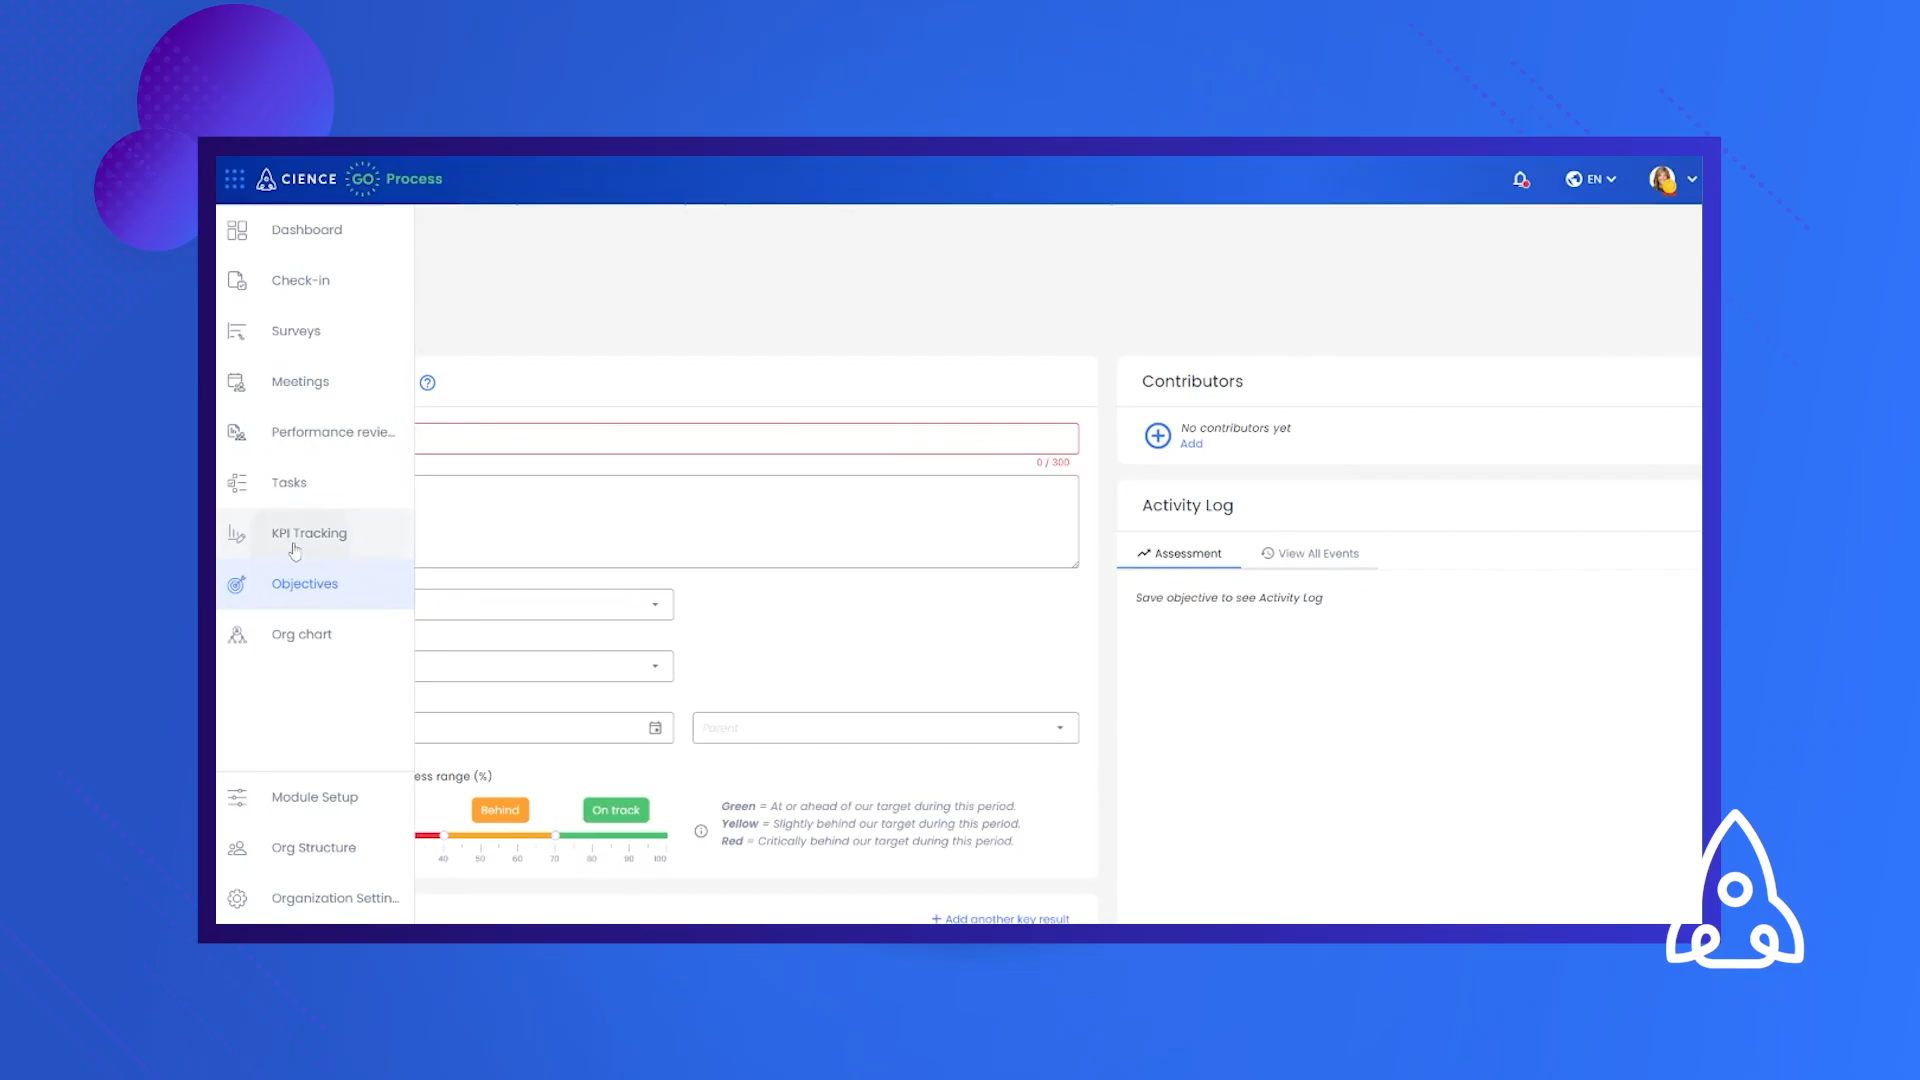 CIENCE GO Process
EN
Dashboard
Check-in
Surveys
Meetings
Performance revie...
Tasks
KPI Tracking
Objectives
Org chart
Module Setup
Org Structure
Organization Settin...
0 / 300
Parent
ess range (%)
Behind
On track
40 50 60 70 80 90 100
Green = At or ahead of our target during this period.
Yellow = Slightly behind our target during this period.
Red = Critically behind our target during this period.
+ Add another key result
Contributors
No contributors yet
Add
Activity Log
Assessment
View All Events
Save objective to see Activity Log